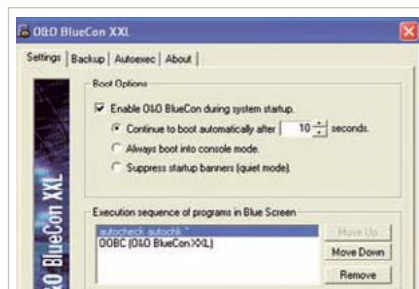 O&O BlueCon XXL
Settings Backup Autoexec About
Boot Options
Enable O&O BlueCon during system startup.
Continue to boot automatically after 10 seconds.
Always boot into console mode.
Suppress startup banners (quiet mode).
Execution sequence of programs in Blue Screen
autocheck autochk *
OOBC (O&O BlueCon XXL)
Move Up
Move Down
Remove
O&O BlueCon XXL